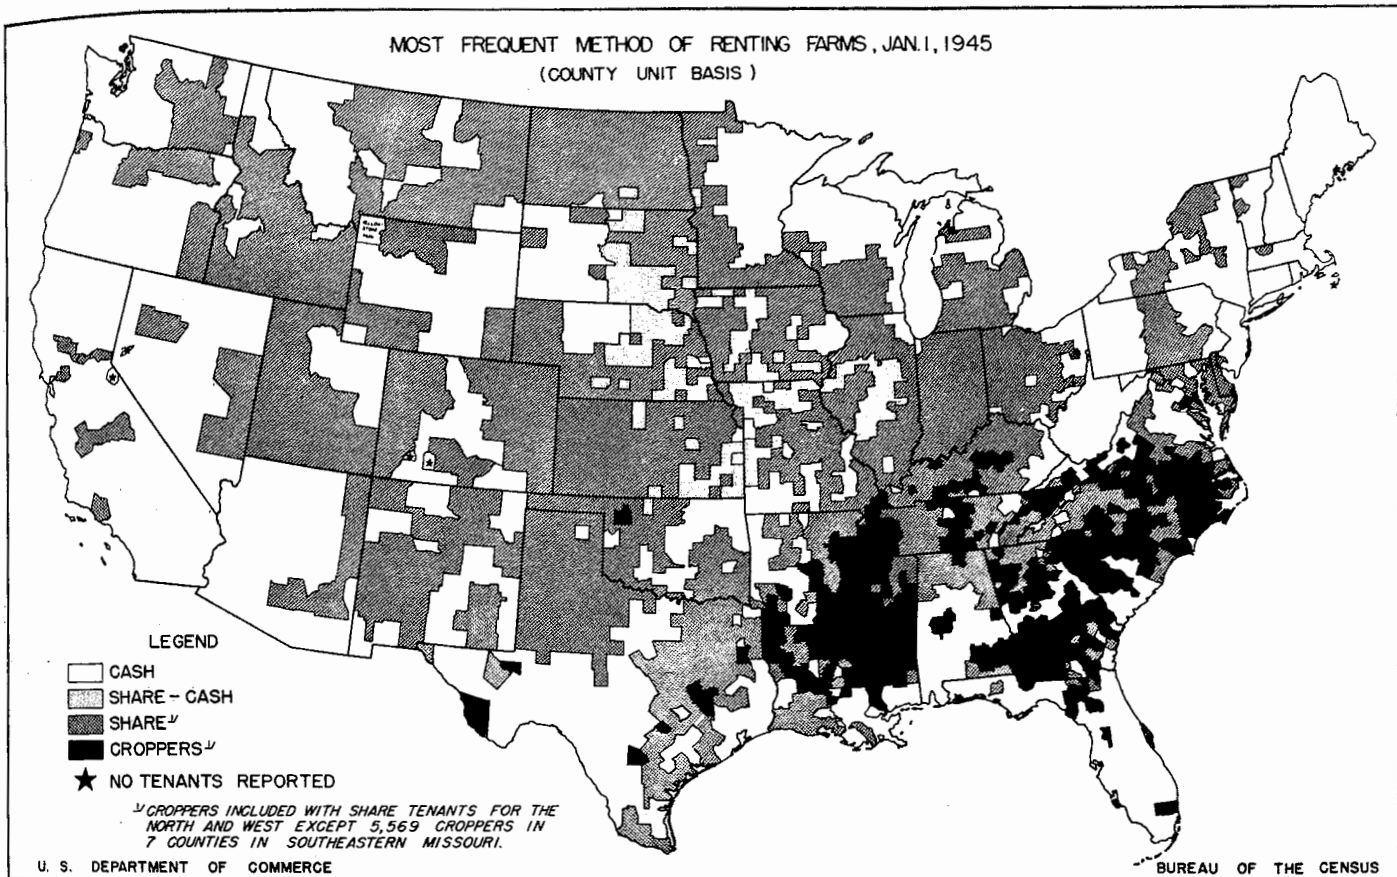 MOST FREQUENT METHOD OF RENTING FARMS, JAN. 1, 1945
(COUNTY UNIT BASIS)
LEGEND
CASH
SHARE - CASH
SHARE 1/
CROPPERS 1/
★ NO TENANTS REPORTED
1/ CROPPERS INCLUDED WITH SHARE TENANTS FOR THE
NORTH AND WEST EXCEPT 5,569 CROPPERS IN
7 COUNTIES IN SOUTHEASTERN MISSOURI.
U. S. DEPARTMENT OF COMMERCE
BUREAU OF THE CENSUS